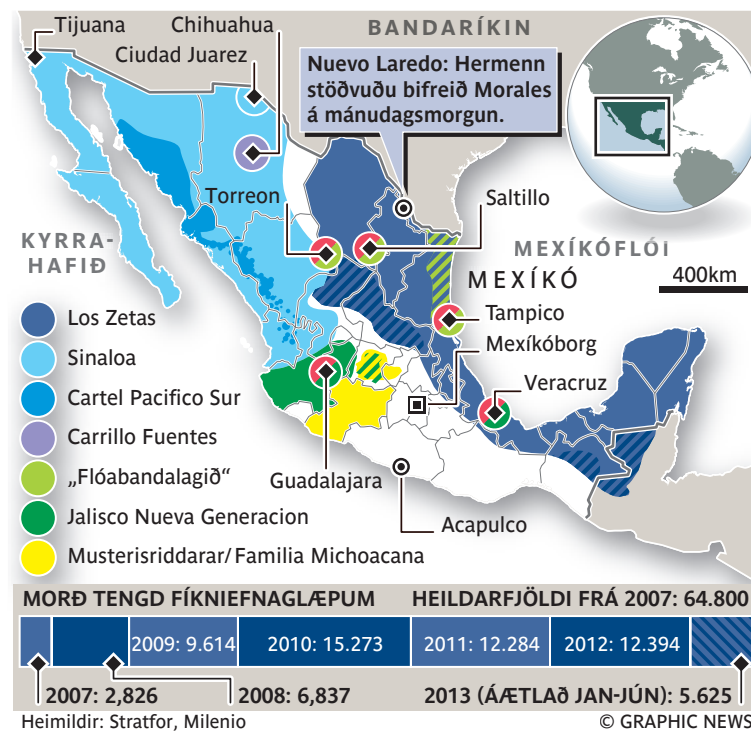 Tijuana
Chihuahua
Ciudad Juarez
BANDARÍKIN
Nuevo Laredo: Hermenn
stöðvuðu bifreið Morales
á mánudagsmorgun.
Torreon
Saltillo
KYRRA-
HAFIÐ
MEXÍKÓFLÓI
MEXÍKÓ
400km
Los Zetas
Sinaloa
Cartel Pacifico Sur
Carrillo Fuentes
„Flóabandalagið“
Jalisco Nueva Generacion
Musterisriddarar/Familia Michoacana
Tampico
Mexíkóborg
Veracruz
Guadalajara
Acapulco
MORÐ TENGD FÍKNIEFNAGLÆPUM
HEILDARFJÖLDI FRÁ 2007: 64.800
2009: 9.614
2010: 15.273
2011: 12.284
2012: 12.394
2007: 2,826
2008: 6,837
2013 (ÁÆTLAð JAN-JÚN): 5.625
Heimildir: Stratfor, Milenio
© GRAPHIC NEWS